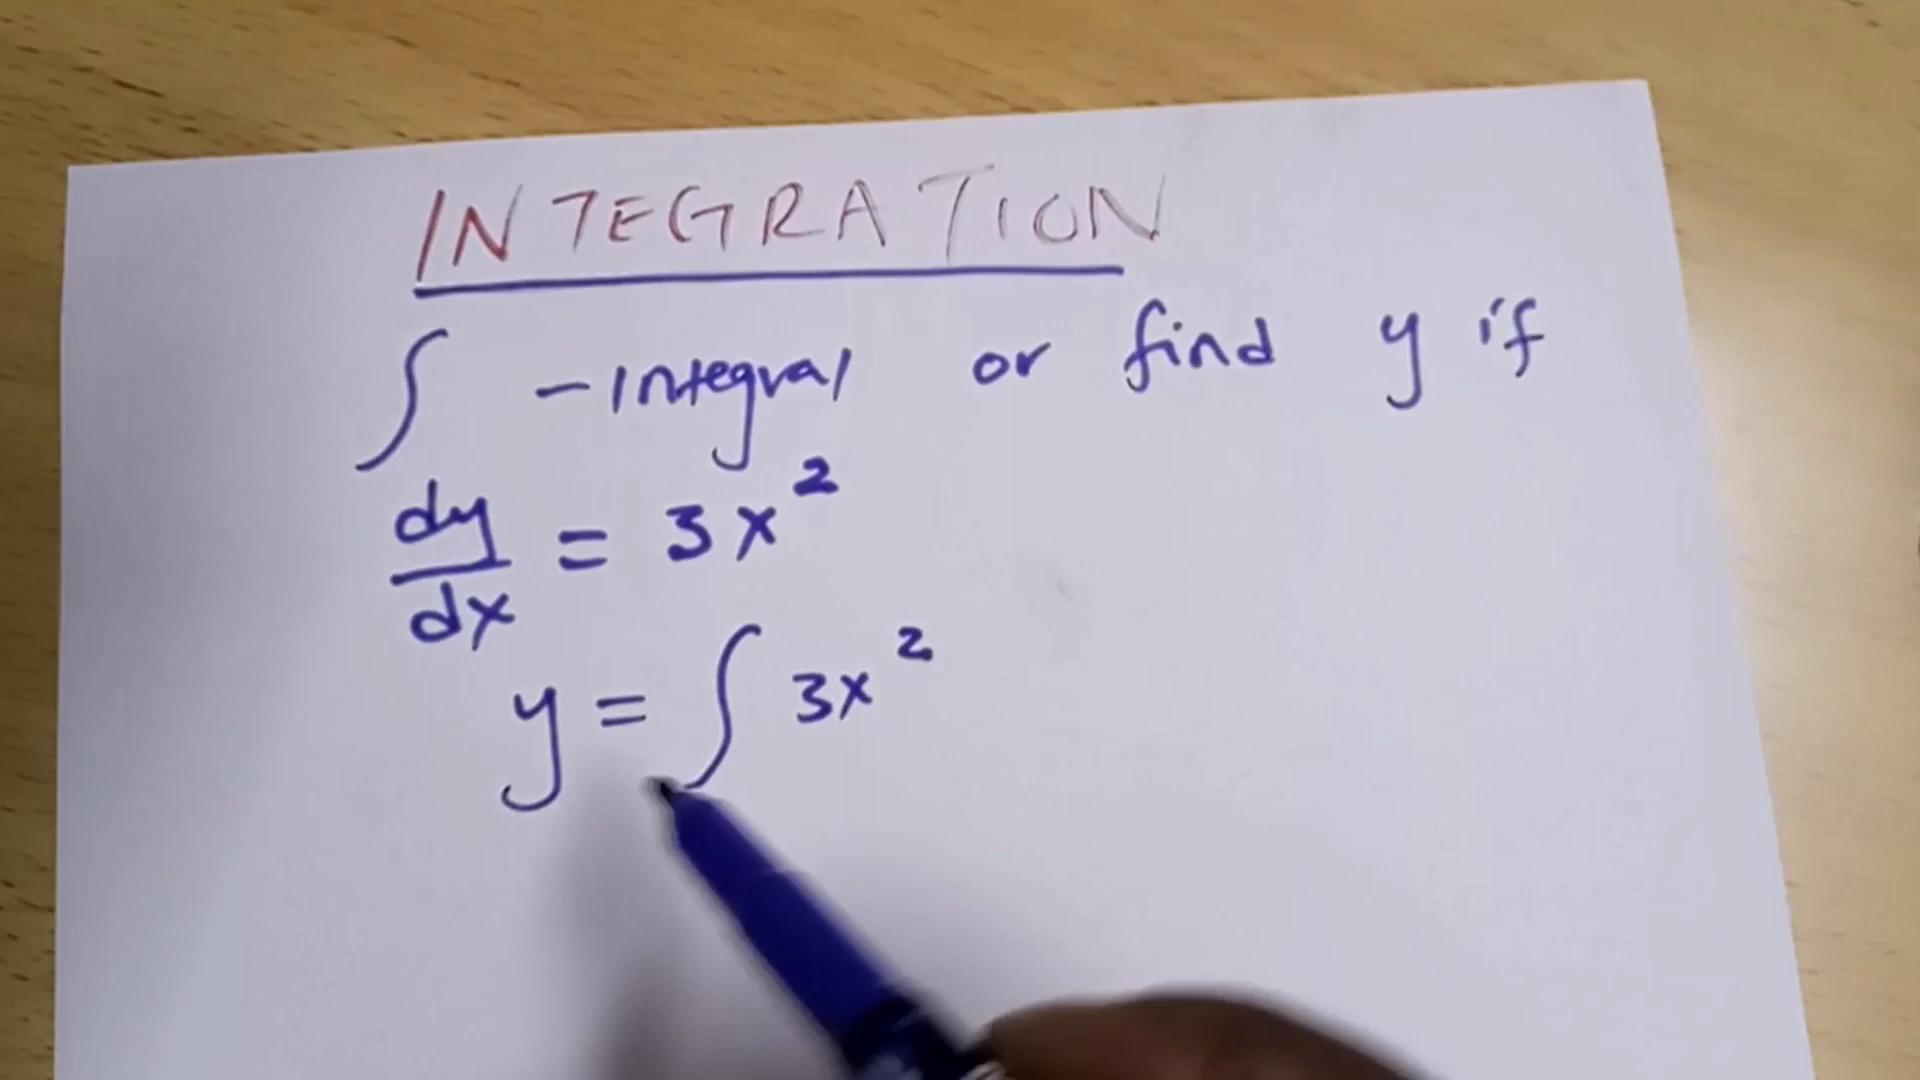 INTEGRATION
∫ - Integral or find y if
dy/dx = 3x²
y = ∫ 3x²